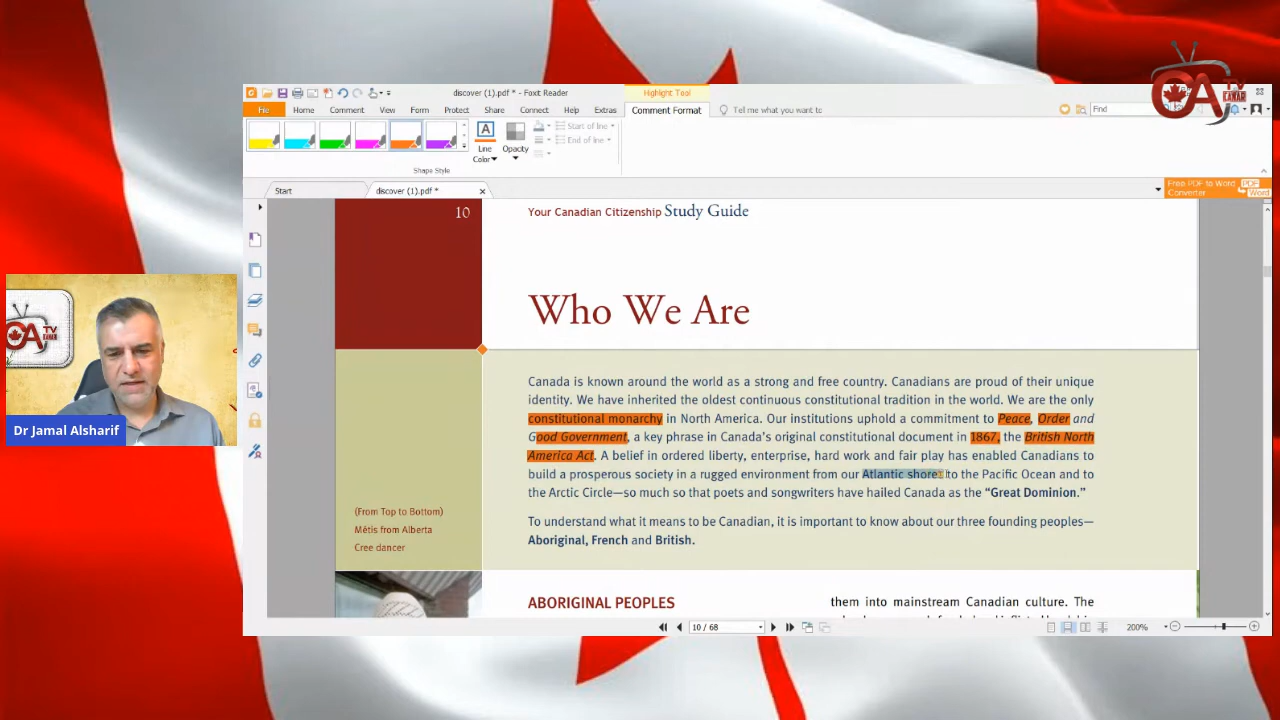 discover (1).pdf * - Foxit Reader
Highlight Tool
File Home Comment View Form Protect Share Connect Help Extras Comment Format Tell me what you want to
Find
Start of line
End of line
Line
Color
Opacity
Shape Style
Start
discover (1).pdf *
Free PDF to Word
Converter
PDF
Word
10
Your Canadian Citizenship Study Guide
Who We Are
Canada is known around the world as a strong and free country. Canadians are proud of their unique
identity. We have inherited the oldest continuous constitutional tradition in the world. We are the only
constitutional monarchy in North America. Our institutions uphold a commitment to Peace, Order and
Good Government, a key phrase in Canada's original constitutional document in 1867, the British North
America Act. A belief in ordered liberty, enterprise, hard work and fair play has enabled Canadians to
build a prosperous society in a rugged environment from our Atlantic shores to the Pacific Ocean and to
the Arctic Circle—so much so that poets and songwriters have hailed Canada as the “Great Dominion.”
To understand what it means to be Canadian, it is important to know about our three founding peoples—
Aboriginal, French and British.
(From Top to Bottom)
Métis from Alberta
Cree dancer
ABORIGINAL PEOPLES
them into mainstream Canadian culture. The
10 / 68
200%
Dr Jamal Alsharif
CA TV
KANAR